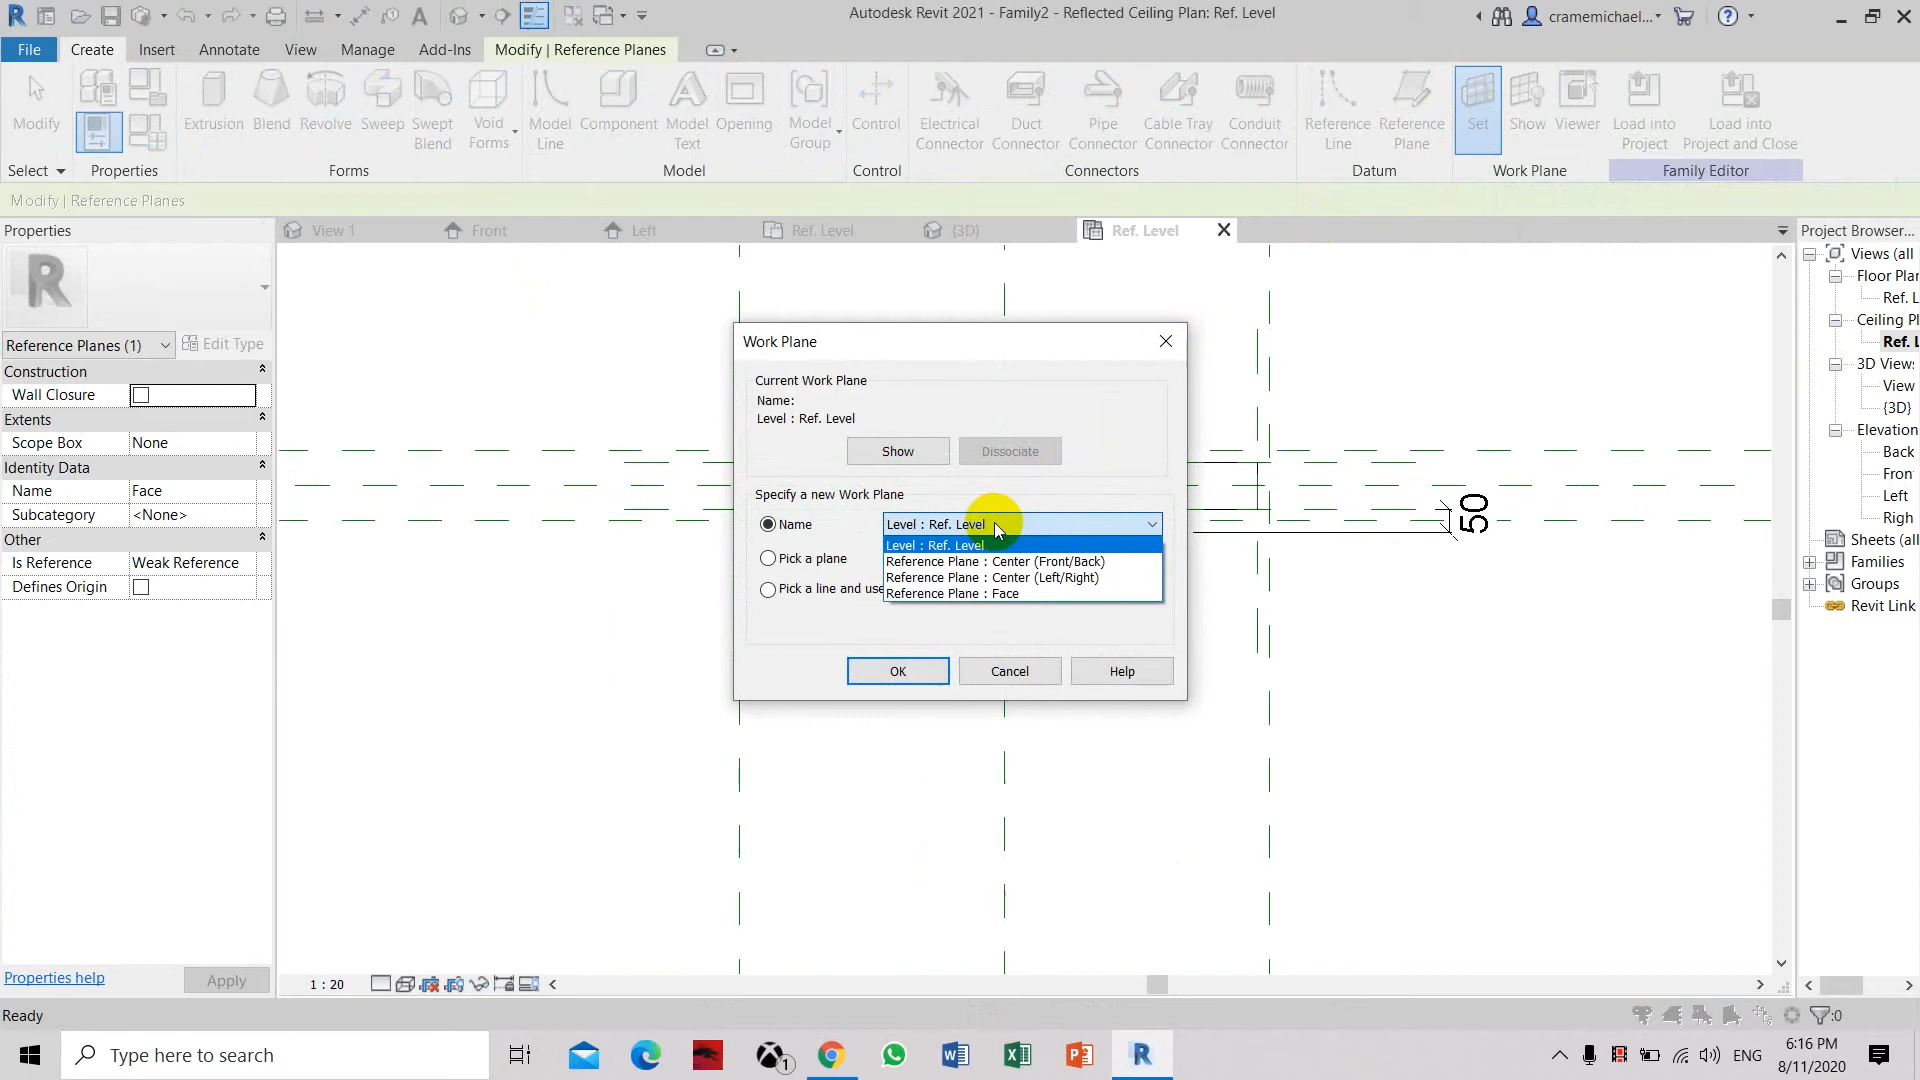 Autodesk Revit 2021 - Family2 - Reflected Ceiling Plan: Ref. Level
cramemichael...
File Create Insert Annotate View Manage Add-Ins Modify | Reference Planes
Modify Extrusion Blend Revolve Sweep Swept Blend Void Forms Model Line Component Model Text Opening Model Group Control Electrical Connector Duct Connector Pipe Connector Cable Tray Connector Conduit Connector Reference Line Reference Plane Set Show Viewer Load into Project Load into Project and Close
Select Properties Forms Model Control Connectors Datum Work Plane Family Editor
Modify | Reference Planes
Properties View 1 Front Left Ref. Level {3D} Ref. Level Project Browser...
Reference Planes (1) Edit Type
Construction
Wall Closure
Extents
Scope Box None
Identity Data
Name Face
Subcategory <None>
Other
Is Reference Weak Reference
Defines Origin
Properties help Apply
Work Plane
Current Work Plane
Name:
Level : Ref. Level
Show Dissociate
Specify a new Work Plane
Name Level : Ref. Level
Level : Ref. Level
Pick a plane Reference Plane : Center (Front/Back)
Reference Plane : Center (Left/Right)
Pick a line and use Reference Plane : Face
OK Cancel Help
50
Views (all
Floor Plan
Ref. L
Ceiling Pl
Ref. L
3D Views
View
{3D}
Elevation
Back
Fron
Left
Righ
Sheets (all
Families
Groups
Revit Link
1 : 20
Ready
:0
Type here to search
1
ENG
6:16 PM
8/11/2020